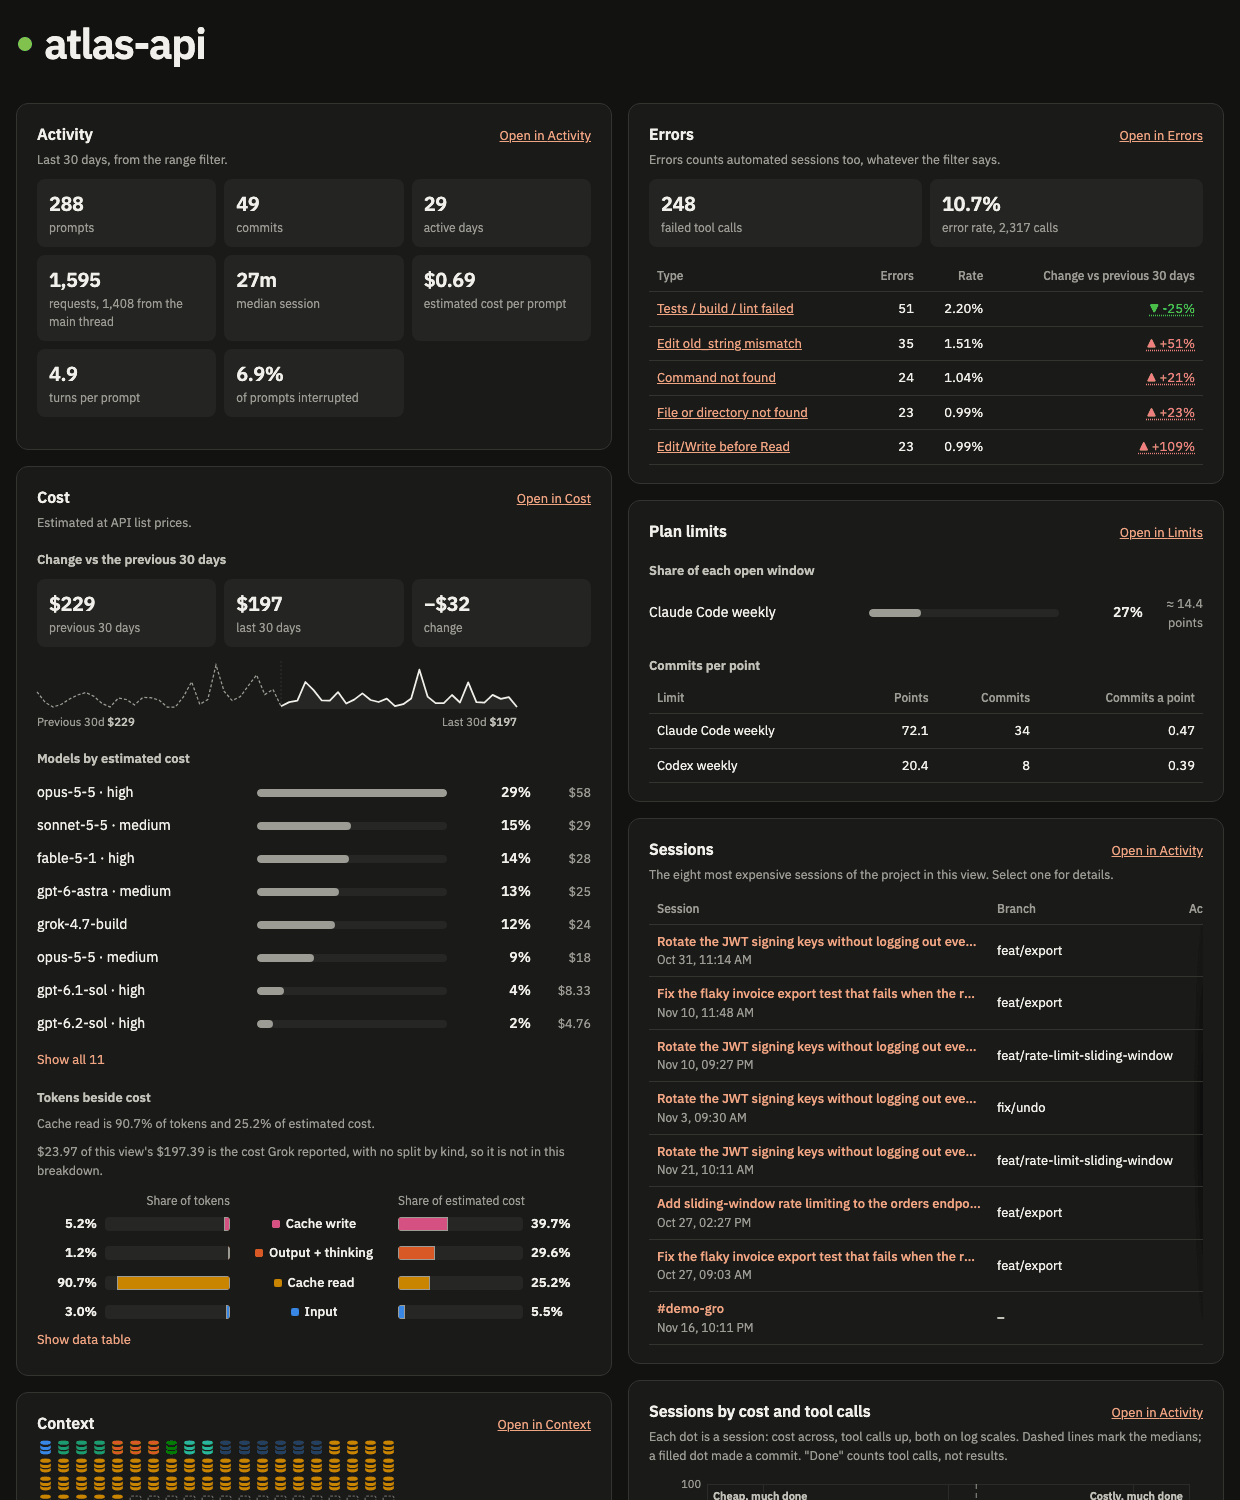 atlas-api
Activity
Open in Activity
Last 30 days, from the range filter.
288
prompts
49
commits
29
active days
1,595
requests, 1,408 from the
main thread
27m
median session
$0.69
estimated cost per prompt
4.9
turns per prompt
6.9%
of prompts interrupted
Cost
Open in Cost
Estimated at API list prices.
Change vs the previous 30 days
$229
previous 30 days
$197
last 30 days
−$32
change
Previous 30d $229
Last 30d $197
Models by estimated cost
opus-5-5 · high 29% $58
sonnet-5-5 · medium 15% $29
fable-5-1 · high 14% $28
gpt-6-astra · medium 13% $25
grok-4.7-build 12% $24
opus-5-5 · medium 9% $18
gpt-6.1-sol · high 4% $8.33
gpt-6.2-sol · high 2% $4.76
Show all 11
Tokens beside cost
Cache read is 90.7% of tokens and 25.2% of estimated cost.
$23.97 of this view's $197.39 is the cost Grok reported, with no split by kind, so it is not in this
breakdown.
Share of tokens Share of estimated cost
5.2% Cache write 39.7%
1.2% Output + thinking 29.6%
90.7% Cache read 25.2%
3.0% Input 5.5%
Show data table
Context
Open in Context
Errors
Open in Errors
Errors counts automated sessions too, whatever the filter says.
248
failed tool calls
10.7%
error rate, 2,317 calls
Type Errors Rate Change vs previous 30 days
Tests / build / lint failed 51 2.20% ▼ -25%
Edit old_string mismatch 35 1.51% ▲ +51%
Command not found 24 1.04% ▲ +21%
File or directory not found 23 0.99% ▲ +23%
Edit/Write before Read 23 0.99% ▲ +109%
Plan limits
Open in Limits
Share of each open window
Claude Code weekly 27% ≈ 14.4
points
Commits per point
Limit Points Commits Commits a point
Claude Code weekly 72.1 34 0.47
Codex weekly 20.4 8 0.39
Sessions
Open in Activity
The eight most expensive sessions of the project in this view. Select one for details.
Session Branch Ac
Rotate the JWT signing keys without logging out eve...
Oct 31, 11:14 AM
feat/export
Fix the flaky invoice export test that fails when the r...
Nov 10, 11:48 AM
feat/export
Rotate the JWT signing keys without logging out eve...
Nov 10, 09:27 PM
feat/rate-limit-sliding-window
Rotate the JWT signing keys without logging out eve...
Nov 3, 09:30 AM
fix/undo
Rotate the JWT signing keys without logging out eve...
Nov 21, 10:11 AM
feat/rate-limit-sliding-window
Add sliding-window rate limiting to the orders endpo...
Oct 27, 02:27 PM
feat/export
Fix the flaky invoice export test that fails when the r...
Oct 27, 09:03 AM
feat/export
#demo-gro
Nov 16, 10:11 PM
–
Sessions by cost and tool calls
Open in Activity
Each dot is a session: cost across, tool calls up, both on log scales. Dashed lines mark the medians;
a filled dot made a commit. "Done" counts tool calls, not results.
100
Cheap, much done
Costly, much done